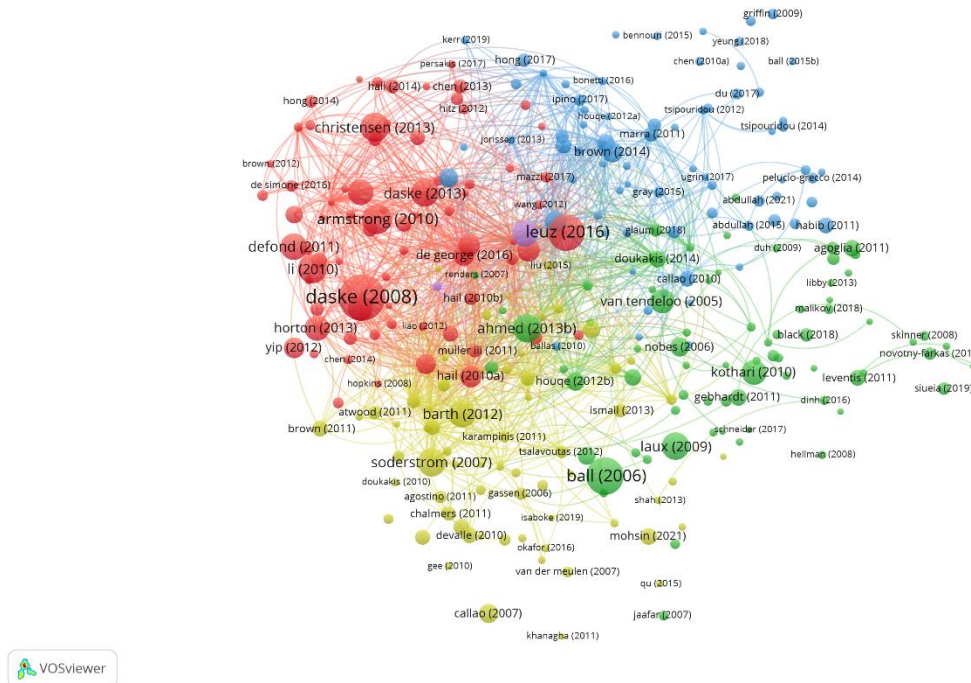 griffin (2009)
bennouri (2015)
kerr (2019)
yeung (2018)
hong (2017)
chen (2010a)
ball (2015b)
persakis (2017)
bonetti (2016)
hail (2014)
chen (2013)
du (2017)
hong (2014)
hitz (2012)
ipino (2017)
tsipouridou (2012)
houqe (2012a)
christensen (2013)
marra (2011)
tsipouridou (2014)
jorissen (2013)
brown (2014)
brown (2012)
mazzi (2017)
ugrin (2017)
pelucio-grecco (2014)
de simone (2016)
daske (2013)
gray (2015)
abdullah (2021)
wang (2012)
armstrong (2010)
leuz (2016)
glaum (2018)
abdullah (2015)
habib (2011)
defond (2011)
de george (2016)
duh (2009)
agoglia (2011)
doukakis (2014)
liu (2015)
li (2010)
renders (2007)
callao (2010)
libby (2013)
daske (2008)
hail (2010b)
van tendeloo (2005)
malikov (2018)
horton (2013)
liao (2012)
ahmed (2013b)
black (2018)
skinner (2008)
yip (2012)
ballas (2010)
nobes (2006)
muller iii (2011)
novotny-farkas (201
chen (2014)
kothari (2010)
hail (2010a)
leventis (2011)
hopkins (2008)
houqe (2012b)
siueia (2019)
gebhardt (2011)
dinh (2016)
atwood (2011)
barth (2012)
ismail (2013)
brown (2011)
schneider (2017)
karampinis (2011)
laux (2009)
tsalavoutas (2012)
hellman (2008)
soderstrom (2007)
ball (2006)
doukakis (2010)
agostino (2011)
gassen (2006)
shah (2013)
chalmers (2011)
isaboke (2019)
devalle (2010)
mohsin (2021)
okafor (2016)
gee (2010)
van der meulen (2007)
qu (2015)
callao (2007)
jaafar (2007)
khanagha (2011)
VOSviewer